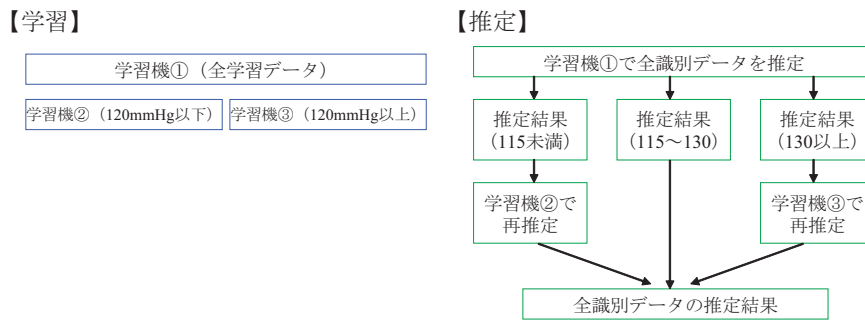 【学習】
学習機①（全学習データ）
学習機②（120mmHg以下）
学習機③（120mmHg以上）
【推定】
学習機①で全識別データを推定
推定結果
（115未満）
推定結果
（115～130）
推定結果
（130以上）
学習機②で
再推定
学習機③で
再推定
全識別データの推定結果